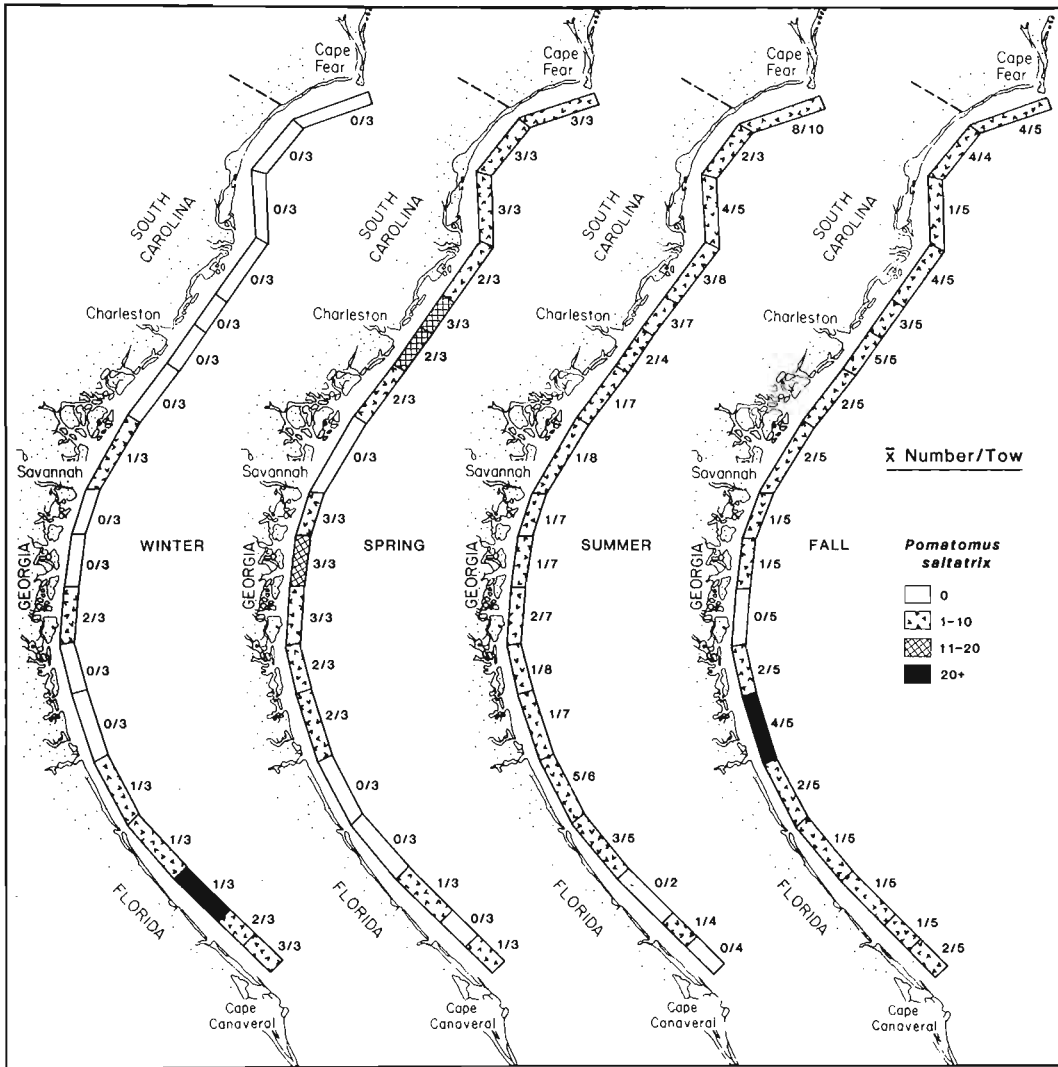 Cape
Fear
SOUTH
CAROLINA
Charleston
Savannah
GEORGIA
WINTER
FLORIDA
Cape
Canaveral
0/3
0/3
0/3
0/3
0/3
0/3
0/3
1/3
0/3
0/3
2/3
0/3
0/3
1/3
1/3
1/3
2/3
3/3
Cape
Fear
SOUTH
CAROLINA
Charleston
Savannah
GEORGIA
SPRING
FLORIDA
Cape
Canaveral
3/3
3/3
3/3
2/3
3/3
2/3
2/3
0/3
3/3
3/3
3/3
2/3
2/3
0/3
0/3
1/3
0/3
1/3
Cape
Fear
SOUTH
CAROLINA
Charleston
Savannah
GEORGIA
SUMMER
FLORIDA
Cape
Canaveral
8/10
2/3
4/5
3/8
3/7
2/4
1/7
1/8
1/7
1/7
2/7
1/8
1/7
5/6
3/5
0/2
1/4
0/4
Cape
Fear
SOUTH
CAROLINA
Charleston
Savannah
GEORGIA
FALL
FLORIDA
Cape
Canaveral
4/5
4/4
1/5
4/5
3/5
5/5
2/5
2/5
1/5
1/5
0/5
2/5
4/5
2/5
1/5
1/5
1/5
2/5
x̄ Number/Tow
Pomatomus
saltatrix
0
1-10
11-20
20+